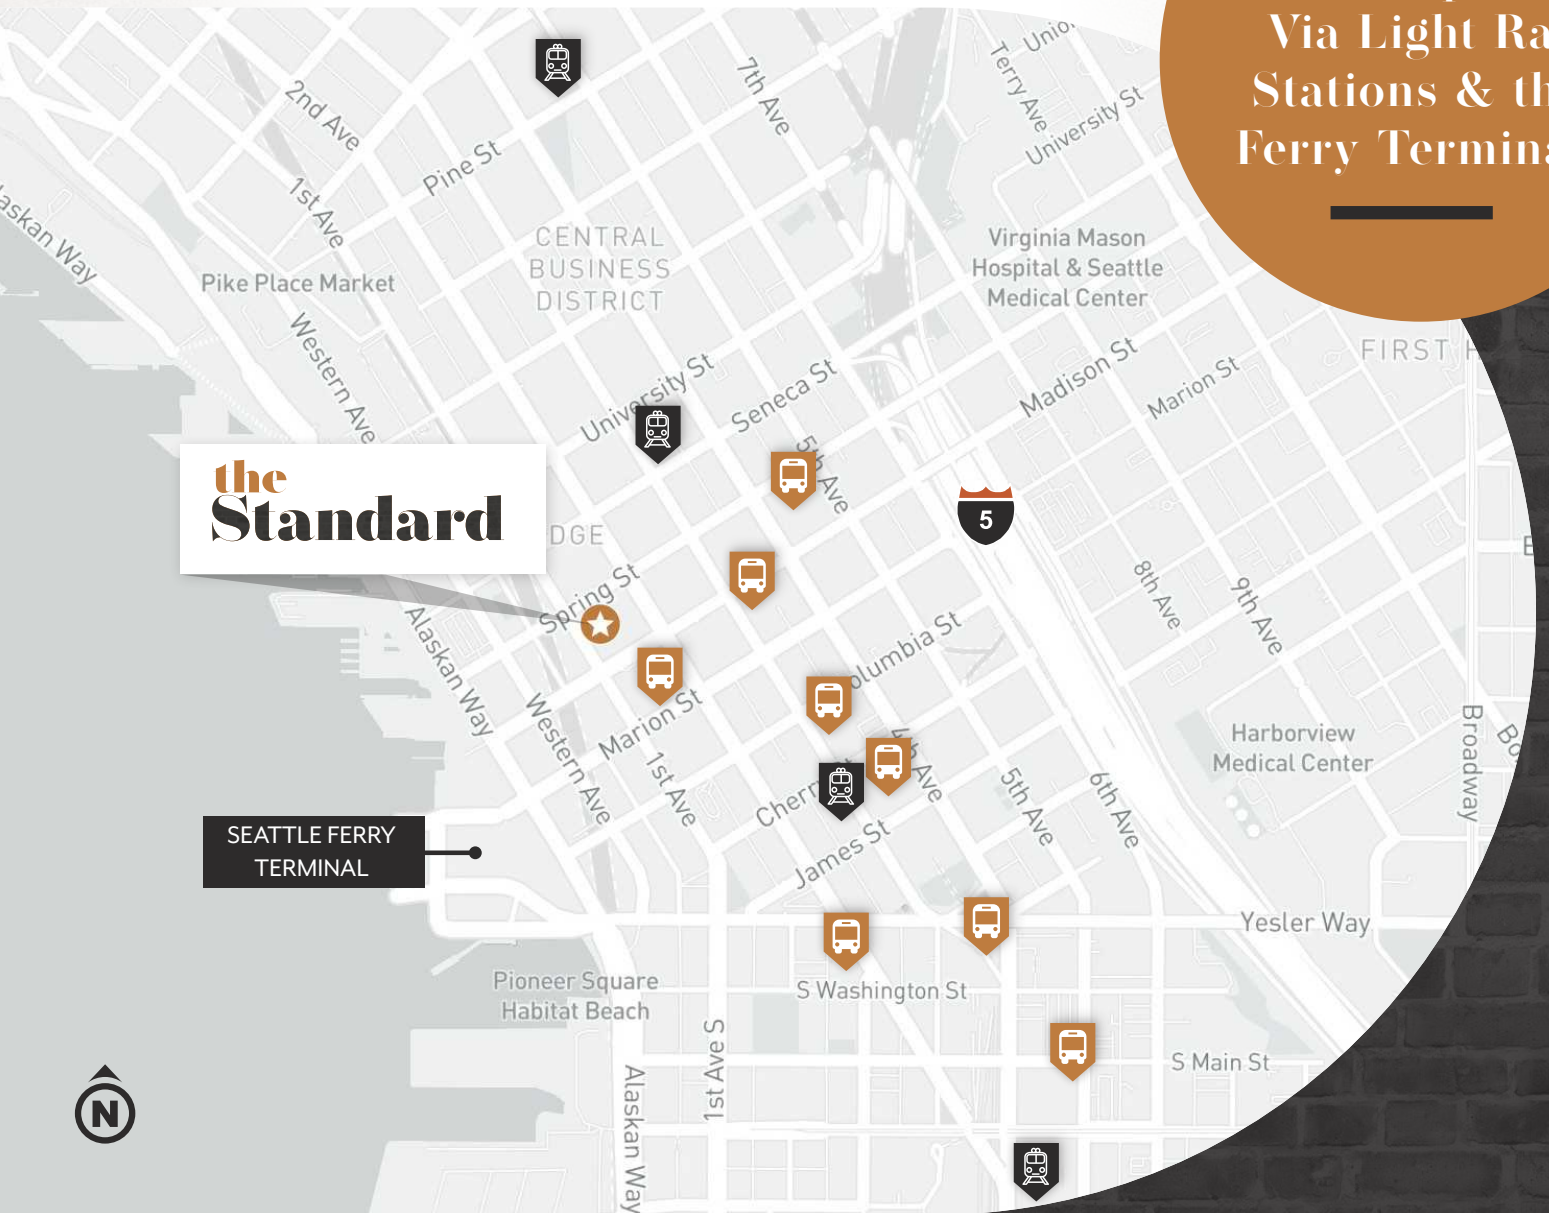 Via Light Ra
Stations & th
Ferry Termina
Unio
Terry Ave
University St
7th Ave
2nd Ave
Pine St
1st Ave
Alaskan Way
CENTRAL
BUSINESS
DISTRICT
Pike Place Market
Virginia Mason
Hospital & Seattle
Medical Center
Western Ave
FIRST H
University St
Seneca St
Madison St
Marion St
5th Ave
the
Standard
DGE
5
Spring St
8th Ave
9th Ave
Alaskan Way
Columbia St
Western Ave
Marion St
1st Ave
4th Ave
Cherry St
5th Ave
6th Ave
Harborview
Medical Center
Broadway
Bo
E
SEATTLE FERRY
TERMINAL
James St
Yesler Way
Pioneer Square
Habitat Beach
S Washington St
1st Ave S
S Main St
Alaskan Way
N